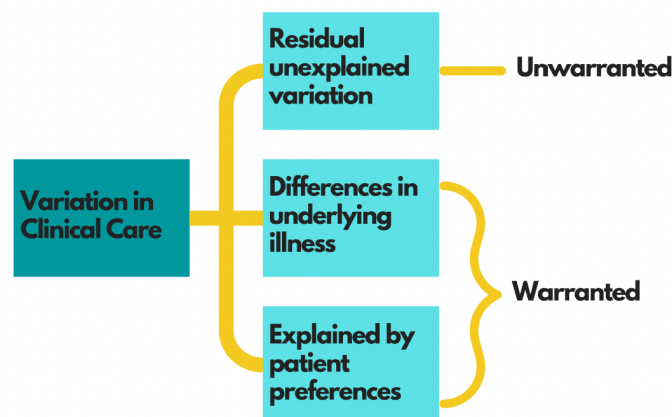 Residual
unexplained
variation
Unwarranted
Variation in
Clinical Care
Differences in
underlying
illness
Warranted
Explained by
patient
preferences